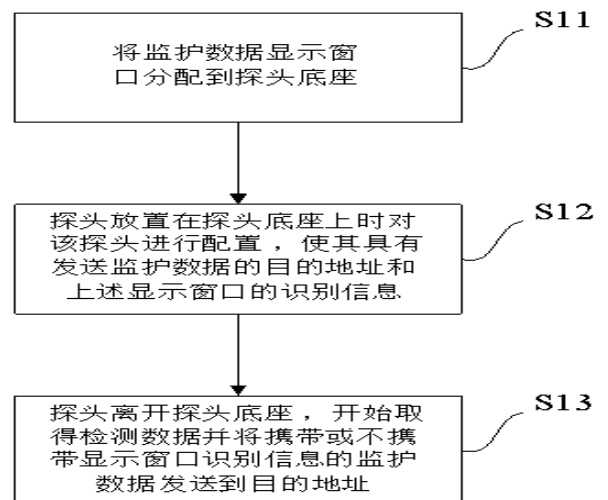 S11
将监护数据显示窗
口分配到探头底座
S12
探头放置在探头底座上时对
该探头进行配置，使其具有
发送监护数据的目的地址和
上述显示窗口的识别信息
S13
探头离开探头底座，开始取
得检测数据并将携带或不携
带显示窗口识别信息的监护
数据发送到目的地址